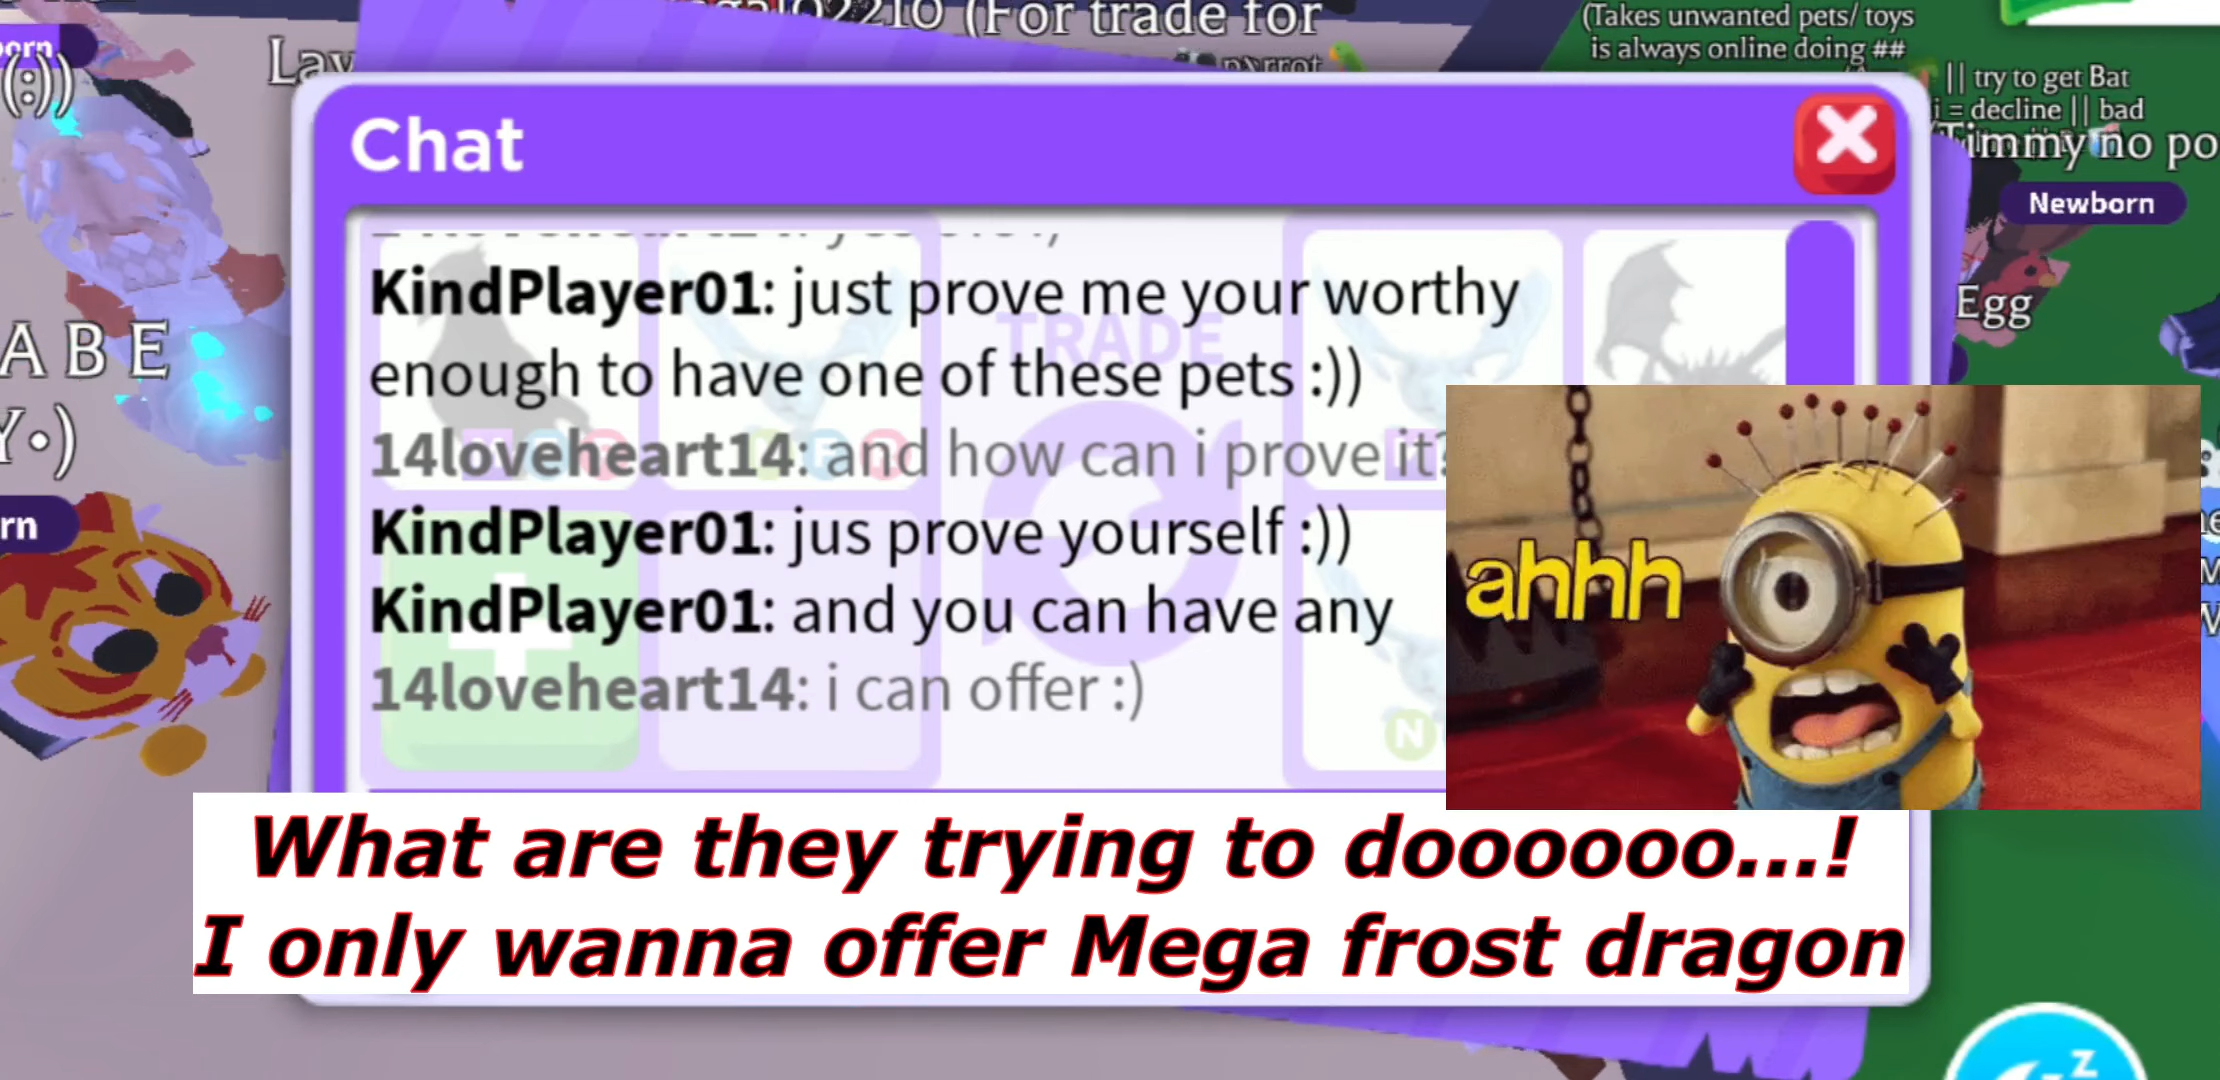 (For trade for
(Takes unwanted pets/ toys
is always online doing ##
|| try to get Bat
i = decline || bad
Timmy no po
Newborn
Egg
(:))
Lav
Chat
KindPlayer01: just prove me your worthy
enough to have one of these pets :))
14loveheart14: and how can i prove it?
KindPlayer01: jus prove yourself :))
KindPlayer01: and you can have any
14loveheart14: i can offer :)
TRADE
A B E
Y•)
rn
N
ahhh
What are they trying to doooooo...!
I only wanna offer Mega frost dragon
z